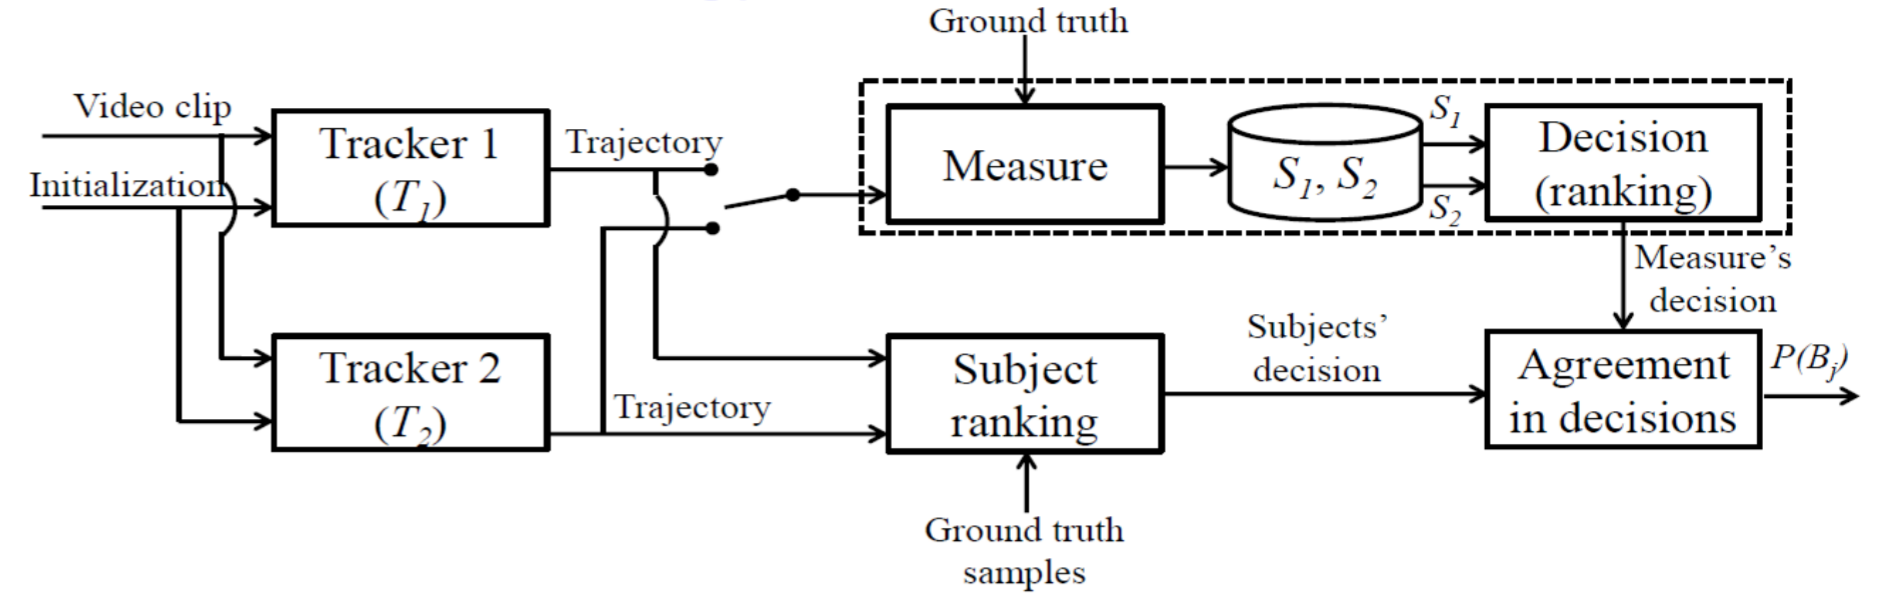 Ground truth
Video clip
Initialization
Tracker 1
(T1)
Trajectory
Measure
S1, S2
S1
S2
Decision
(ranking)
Measure's
decision
Tracker 2
(T2)
Trajectory
Subject
ranking
Subjects'
decision
Agreement
in decisions
P(Bj)
Ground truth
samples